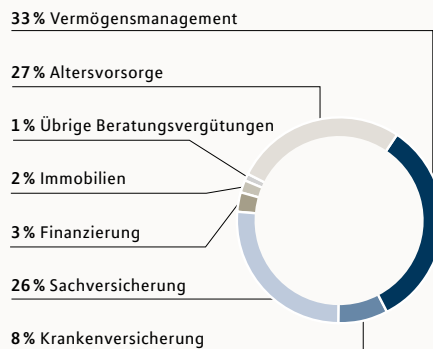 33 % Vermögensmanagement
27 % Altersvorsorge
1 % Übrige Beratungsvergütungen
2 % Immobilien
3 % Finanzierung
26 % Sachversicherung
8 % Krankenversicherung